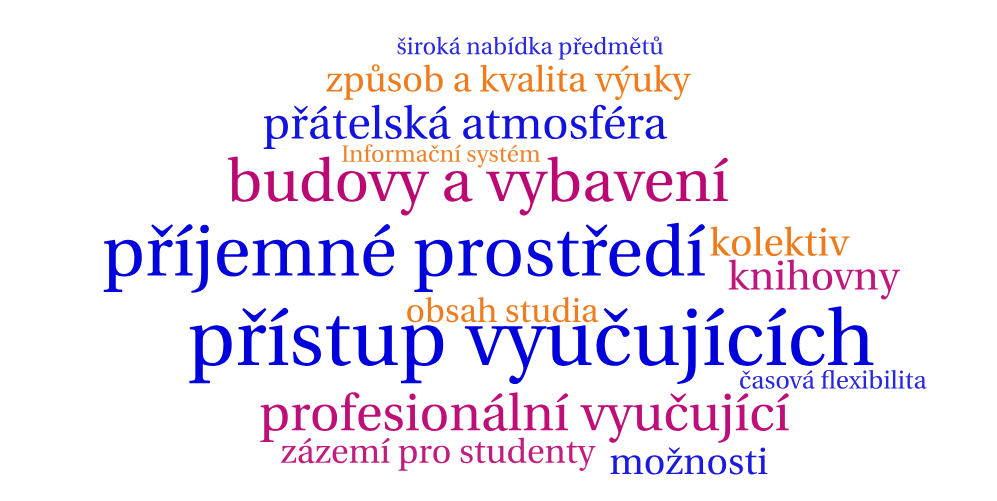 široká nabídka předmětů
způsob a kvalita výuky
přátelská atmosféra
Informační systém
budovy a vybavení
příjemné prostředí
kolektiv
knihovny
obsah studia
přístup vyučujících
časová flexibilita
profesionální vyučující
zázemí pro studenty
možnosti